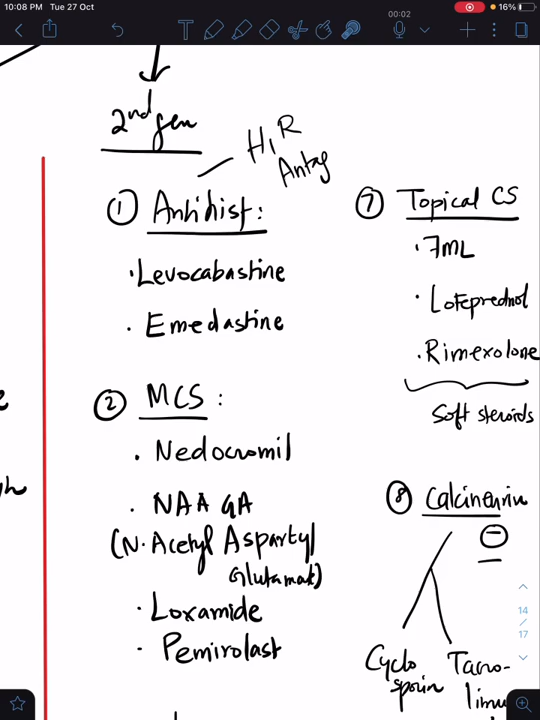 10:08 PM Tue 27 Oct
00:02
16%
T
2nd gen
H1R
Antag
① Antihist:
· Levocabastine
· Emedastine
② MCS :
· Nedocromil
· NAAGA
(N·Acetyl Aspartyl
Glutamat)
· Loxamide
· Pemirolast
⑦ Topical CS
· FML
· Loteprednol
· Rimexolone
Soft steroids
⑧ Calcineurin
Cyclo
sporin
Tacro-
limu
14
/
17